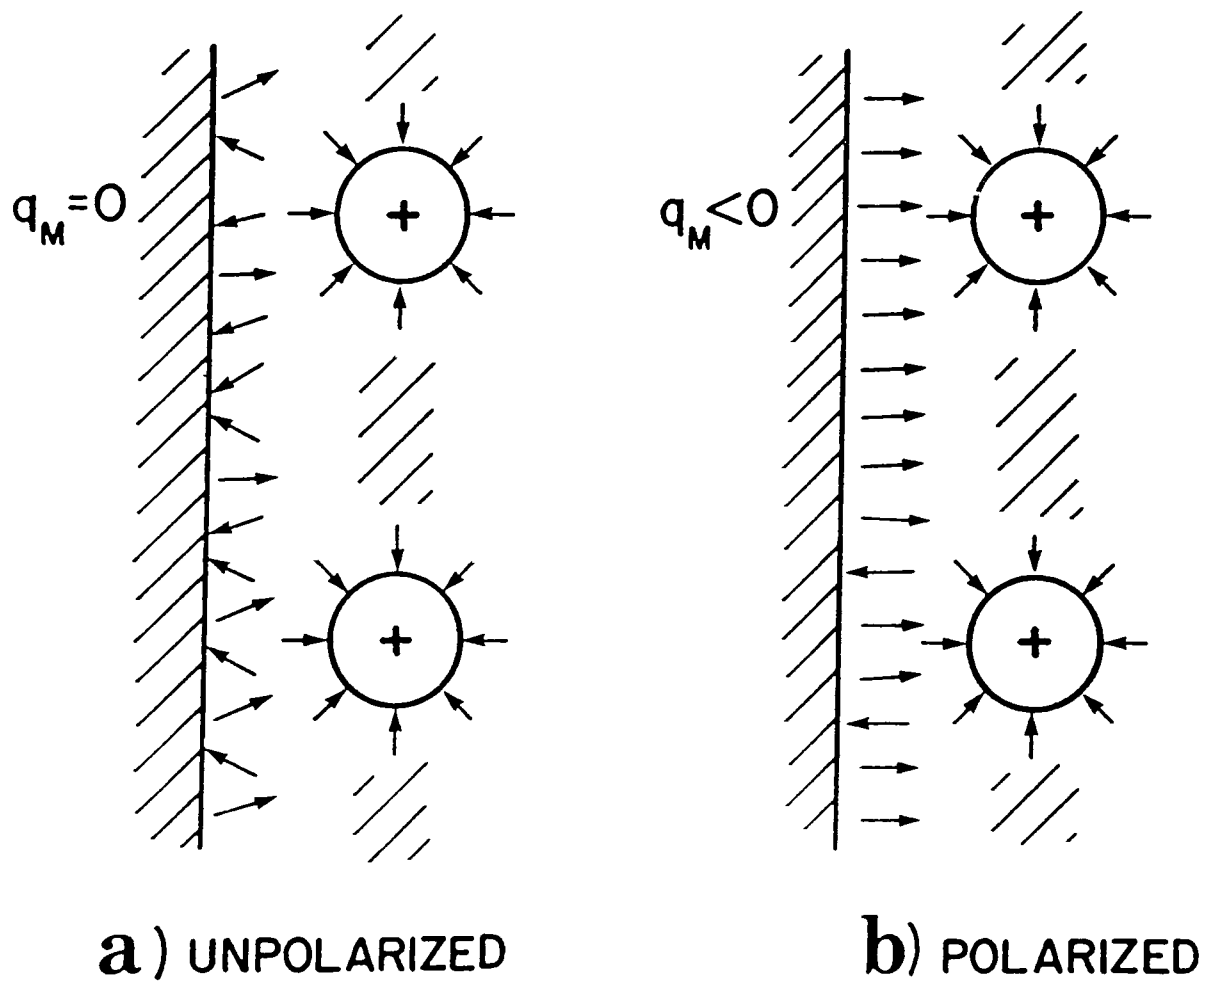 q_M=0
+
+
a) UNPOLARIZED
q_M<0
+
+
b) POLARIZED